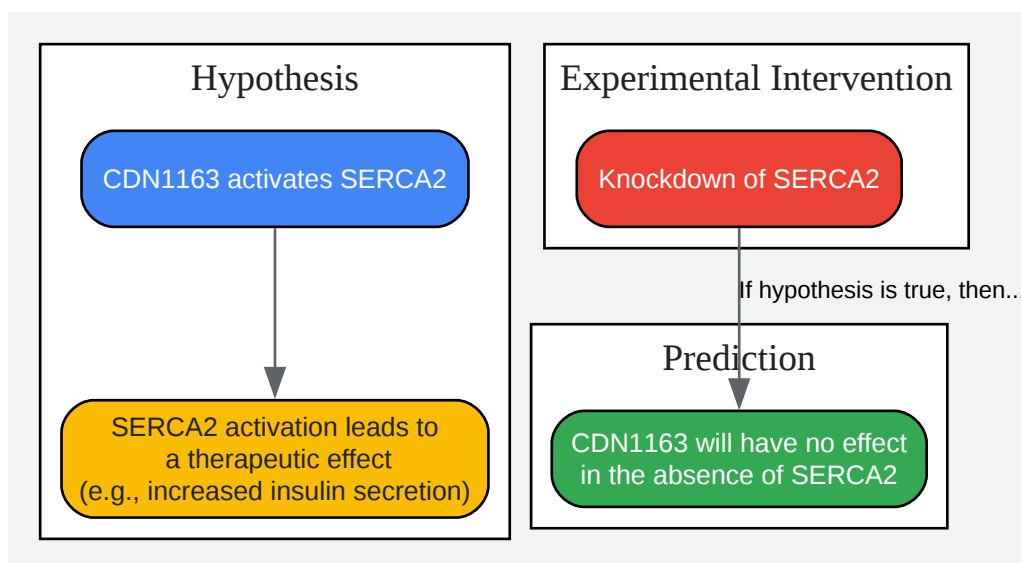 Hypothesis
CDN1163 activates SERCA2
SERCA2 activation leads to
a therapeutic effect
(e.g., increased insulin secretion)
Experimental Intervention
Knockdown of SERCA2
If hypothesis is true, then...
Prediction
CDN1163 will have no effect
in the absence of SERCA2